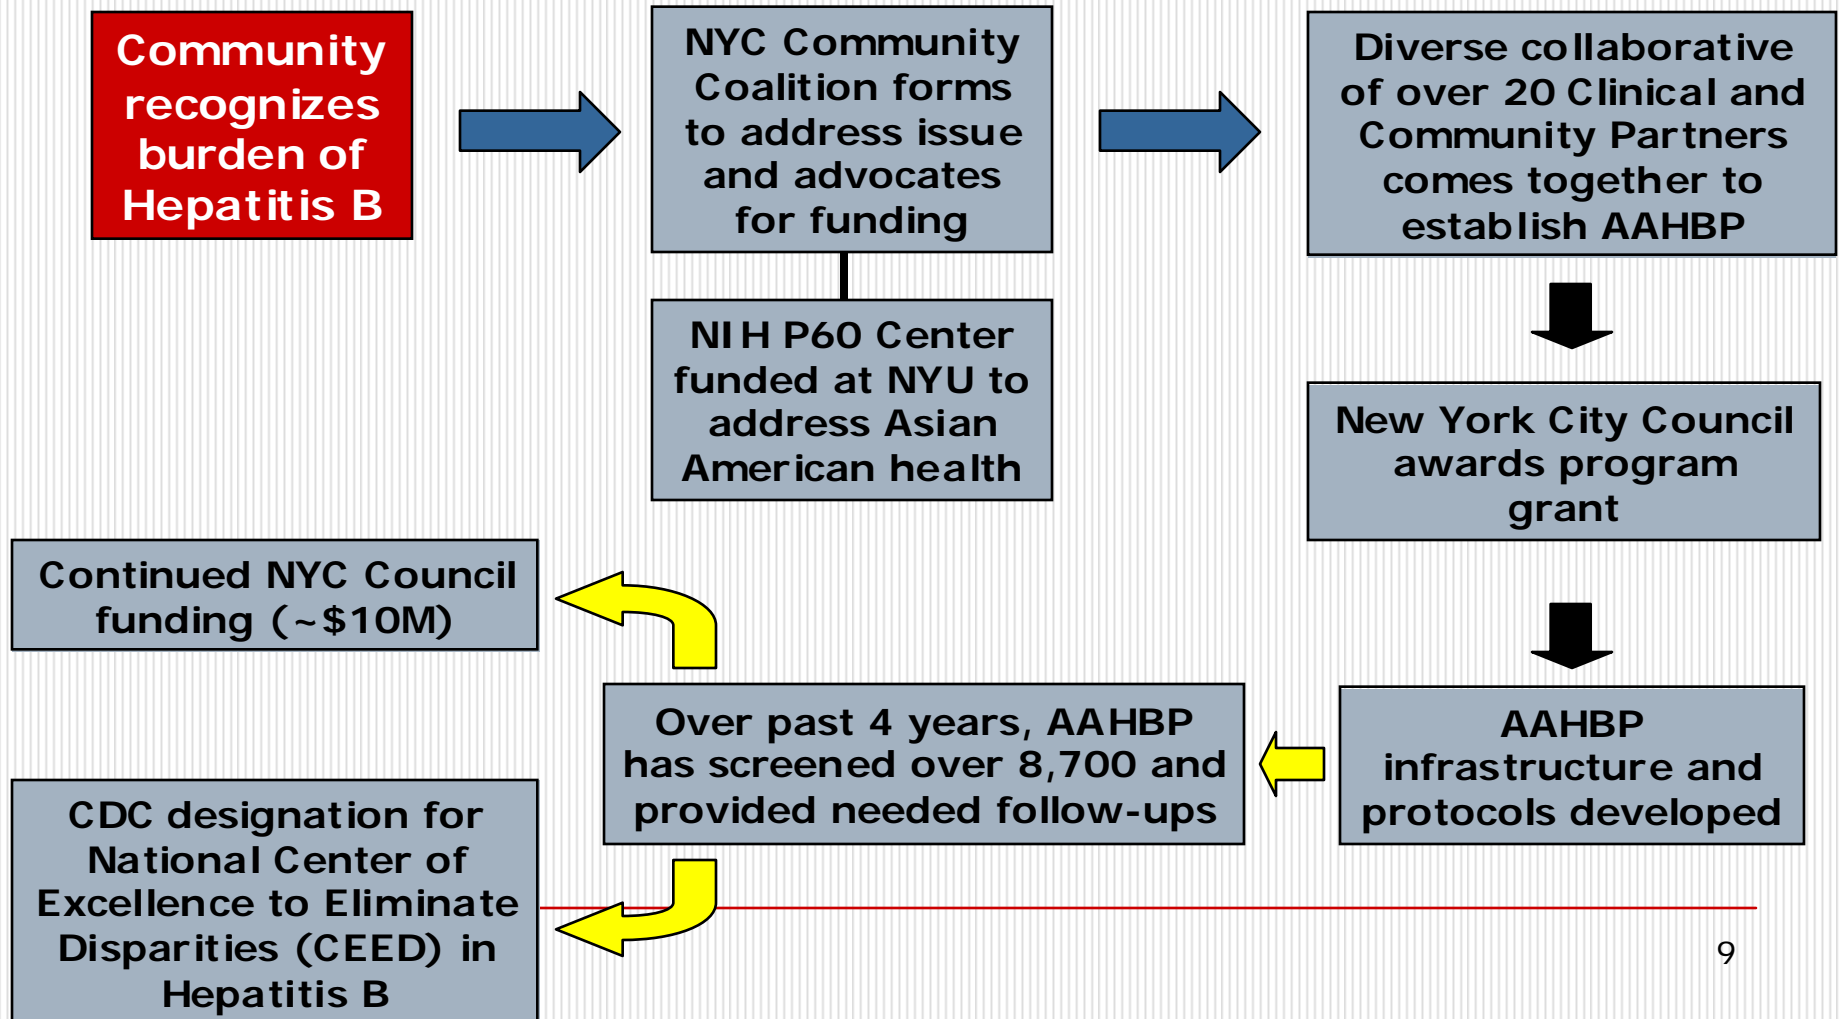 Community
recognizes
burden of
Hepatitis B
NYC Community
Coalition forms
to address issue
and advocates
for funding
NIH P60 Center
funded at NYU to
address Asian
American health
Diverse collaborative
of over 20 Clinical and
Community Partners
comes together to
establish AAHBP
New York City Council
awards program
grant
AAHBP
infrastructure and
protocols developed
Over past 4 years, AAHBP
has screened over 8,700 and
provided needed follow-ups
Continued NYC Council
funding (~$10M)
CDC designation for
National Center of
Excellence to Eliminate
Disparities (CEED) in
Hepatitis B
9